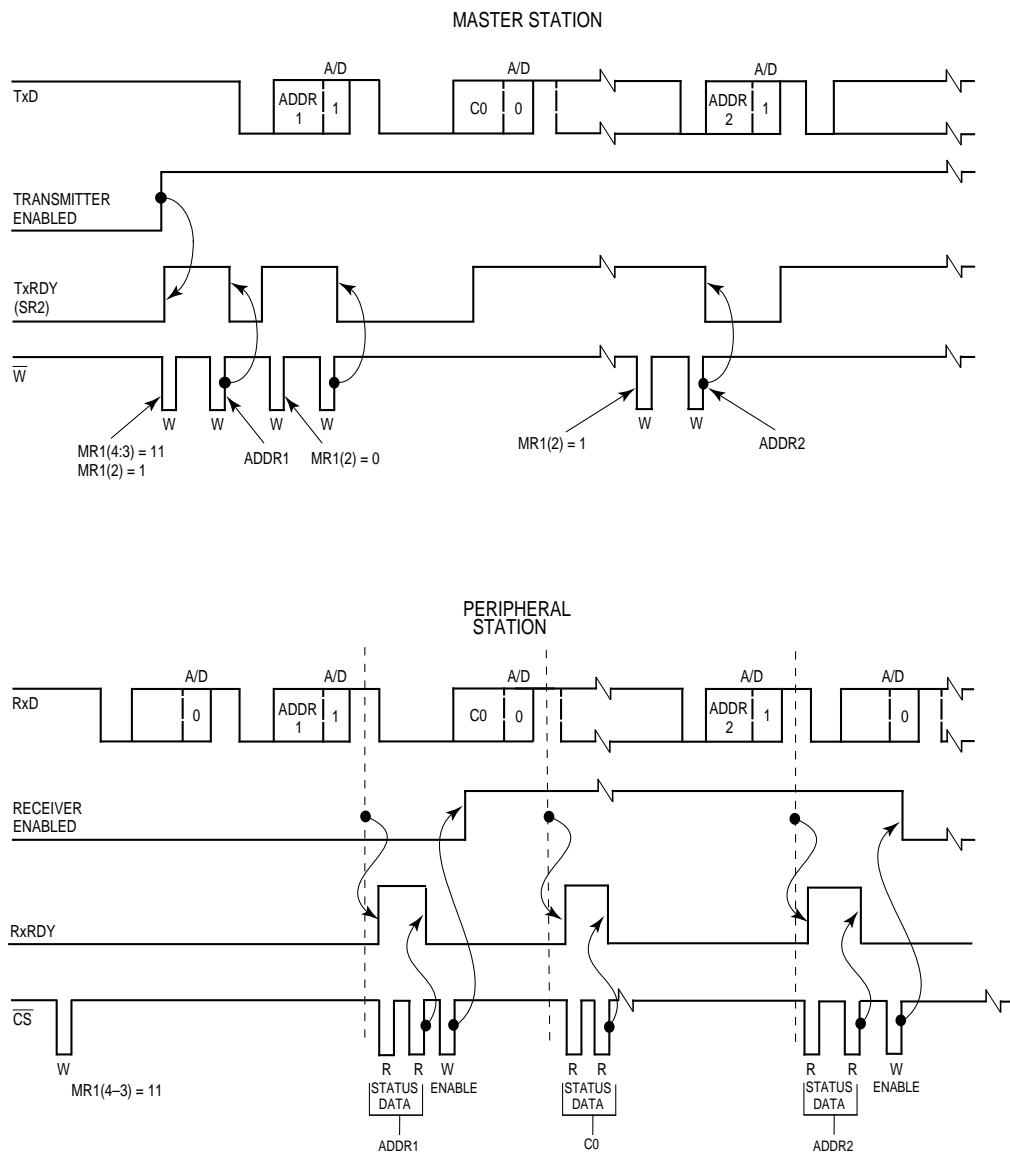 MASTER STATION
A/D A/D A/D
TxD
ADDR
1
1
C0
0
ADDR
2
1
TRANSMITTER
ENABLED
TxRDY
(SR2)
W
W W W W W W
MR1(4:3) = 11
MR1(2) = 1
ADDR1
MR1(2) = 0
MR1(2) = 1
ADDR2
PERIPHERAL
STATION
A/D A/D A/D A/D
RxD
0
ADDR
1
1
C0
0
ADDR
2
1
0
RECEIVER
ENABLED
RxRDY
CS
W R R W R R R R W
MR1(4–3) = 11
STATUS
DATA
ENABLE
STATUS
DATA
STATUS
DATA
ENABLE
ADDR1
C0
ADDR2